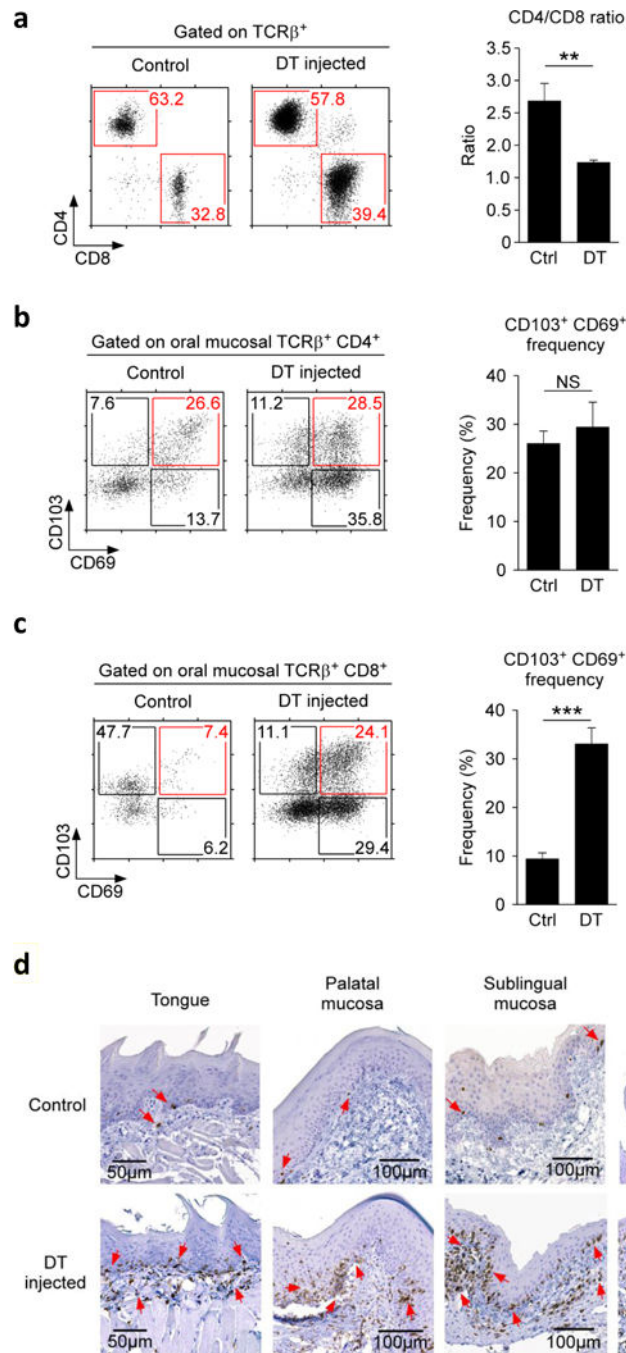 a
Gated on TCRβ⁺
Control
DT injected
63.2
32.8
57.8
39.4
CD4
CD8
CD4/CD8 ratio
**
3.5
3.0
2.5
2.0
1.0
0.5
0
Ratio
Ctrl
DT
b
Gated on oral mucosal TCRβ⁺ CD4⁺
Control
DT injected
7.6
26.6
13.7
11.2
28.5
35.8
CD103
CD69
CD103⁺ CD69⁺
frequency
NS
40
30
20
10
0
Frequency (%)
Ctrl
DT
c
Gated on oral mucosal TCRβ⁺ CD8⁺
Control
DT injected
47.7
7.4
6.2
11.1
24.1
29.4
CD103
CD69
CD103⁺ CD69⁺
frequency
***
40
30
20
10
0
Frequency (%)
Ctrl
DT
d
Tongue
Palatal
mucosa
Sublingual
mucosa
Control
50µm
100µm
100µm
DT
injected
50µm
100µm
100µm